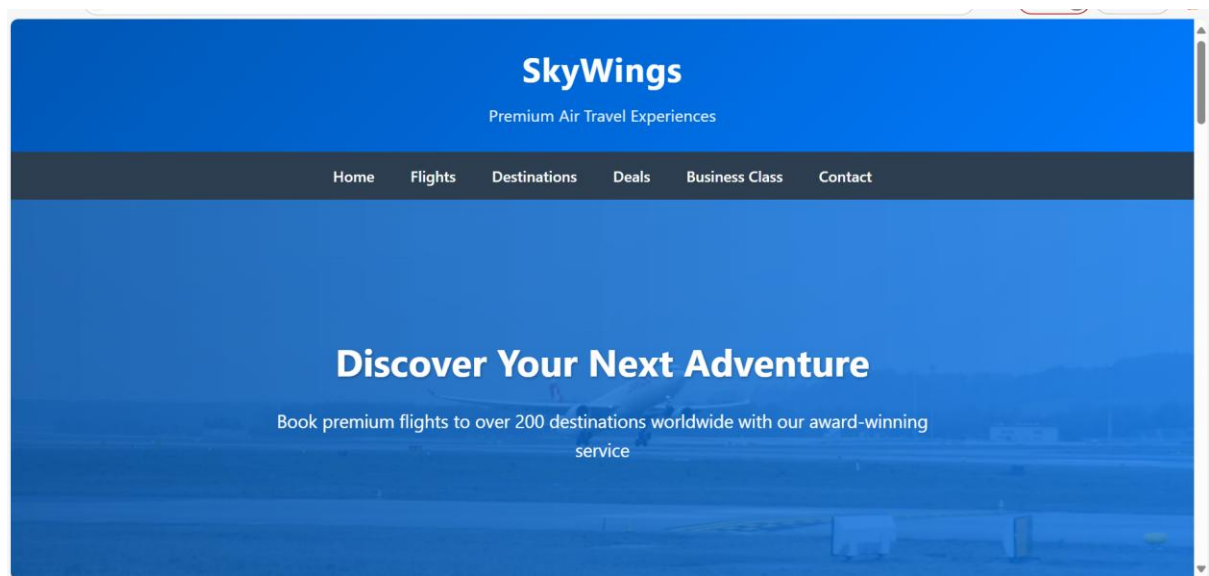 SkyWings
Premium Air Travel Experiences
Home Flights Destinations Deals Business Class Contact
Discover Your Next Adventure
Book premium flights to over 200 destinations worldwide with our award-winning
service